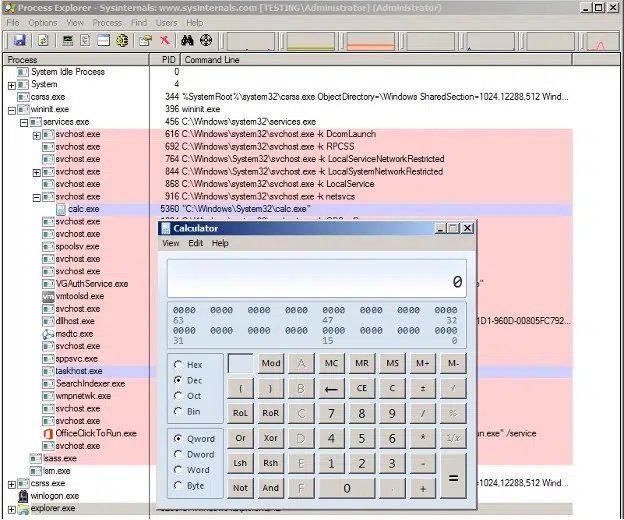 Process Explorer - Sysinternals: www.sysinternals.com [TESTING\Administrator] (Administrator)
File Options View Process Find Users Help
Process PID Command Line
System Idle Process 0
System 4
csrss.exe 344 %SystemRoot%\system32\csrss.exe ObjectDirectory=\Windows SharedSection=1024,12288,512 Wind...
wininit.exe 396 wininit.exe
services.exe 456 C:\Windows\system32\services.exe
svchost.exe 616 C:\Windows\system32\svchost.exe -k DcomLaunch
svchost.exe 692 C:\Windows\system32\svchost.exe -k RPCSS
svchost.exe 764 C:\Windows\System32\svchost.exe -k LocalServiceNetworkRestricted
svchost.exe 844 C:\Windows\System32\svchost.exe -k LocalSystemNetworkRestricted
svchost.exe 868 C:\Windows\system32\svchost.exe -k LocalService
svchost.exe 916 C:\Windows\system32\svchost.exe -k netsvcs
calc.exe 5360 "C:\Windows\System32\calc.exe"
svchost.exe
svchost.exe
spoolsv.exe
svchost.exe
svchost.exe
VGAuthService.exe
vmtoolsd.exe
svchost.exe
dllhost.exe 1D1-960D-00805FC792...
msdtc.exe
svchost.exe
sppsvc.exe
taskhost.exe
SearchIndexer.exe
wmpnetwk.exe
svchost.exe
svchost.exe
OfficeClickToRun.exe un.exe" /service
svchost.exe
lsass.exe
lsm.exe
csrss.exe =1024,12288,512 Wind...
winlogon.exe
explorer.exe
Calculator
View Edit Help
0
0000 0000 0000 0000 0000 0000 0000 0000
63 47 32
0000 0000 0000 0000 0000 0000 0000 0000
31 15 0
Hex Mod A MC MR MS M+ M-
Dec ( ) B ← CE C ± √
Oct
Bin RoL RoR C 7 8 9 / %
Qword Or Xor D 4 5 6 * 1/x
Dword
Word Lsh Rsh E 1 2 3 - =
Byte Not And F 0 . +